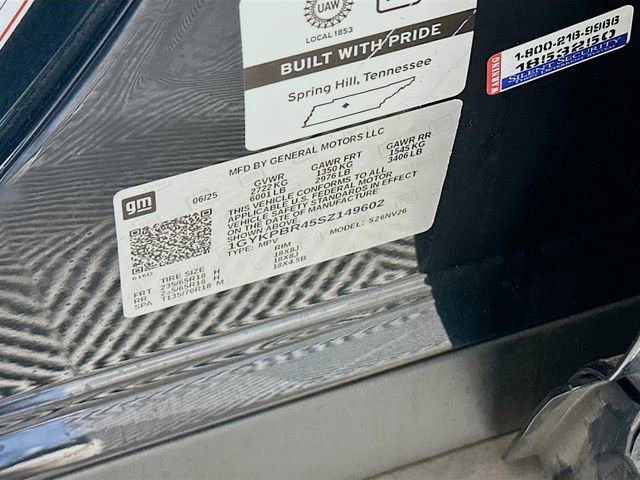 UAW
LOCAL 1853
BUILT WITH PRIDE
Spring Hill, Tennessee
WARNING
1-800-216-9966
1853250
SILENT SECURITY
gm
06/25
MFD BY GENERAL MOTORS LLC
GVWR GAWR FRT GAWR RR
2722 KG 1350 KG 1545 KG
6001 LB 2976 LB 3406 LB
THIS VEHICLE CONFORMS TO ALL
APPLICABLE U.S. FEDERAL MOTOR
VEHICLE SAFETY STANDARDS IN EFFECT
ON THE DATE OF MANUFACTURE
SHOWN ABOVE.
1GYKPBR45SZ149602
TYPE: MPV MODEL: 526NV26
TIRE SIZE RIM
FRT 235/65R18 H 18X8J
RR 235/65R18 H 18X8J
SPA T135/70R18 M 18X4.5B